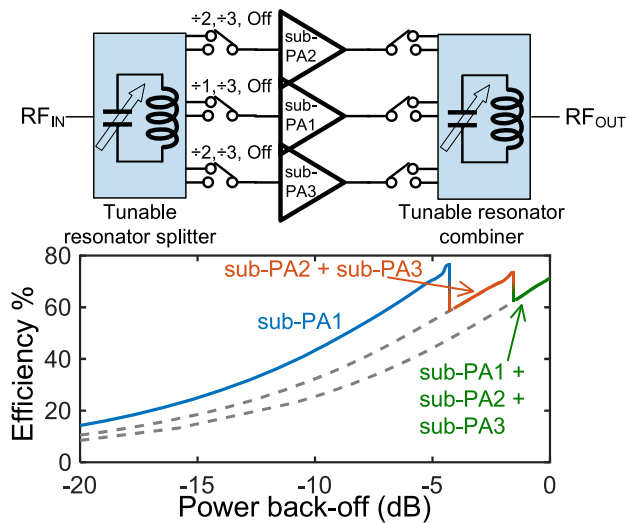 ÷2,÷3, Off
sub-
PA2
÷1,÷3, Off
sub-
PA1
RFIN
RFOUT
÷2,÷3, Off
sub-
PA3
Tunable
resonator splitter
Tunable resonator
combiner
80
60
40
20
0
Efficiency %
sub-PA2 + sub-PA3
sub-PA1
sub-PA1 +
sub-PA2 +
sub-PA3
−20
−15
−10
−5
0
Power back-off (dB)